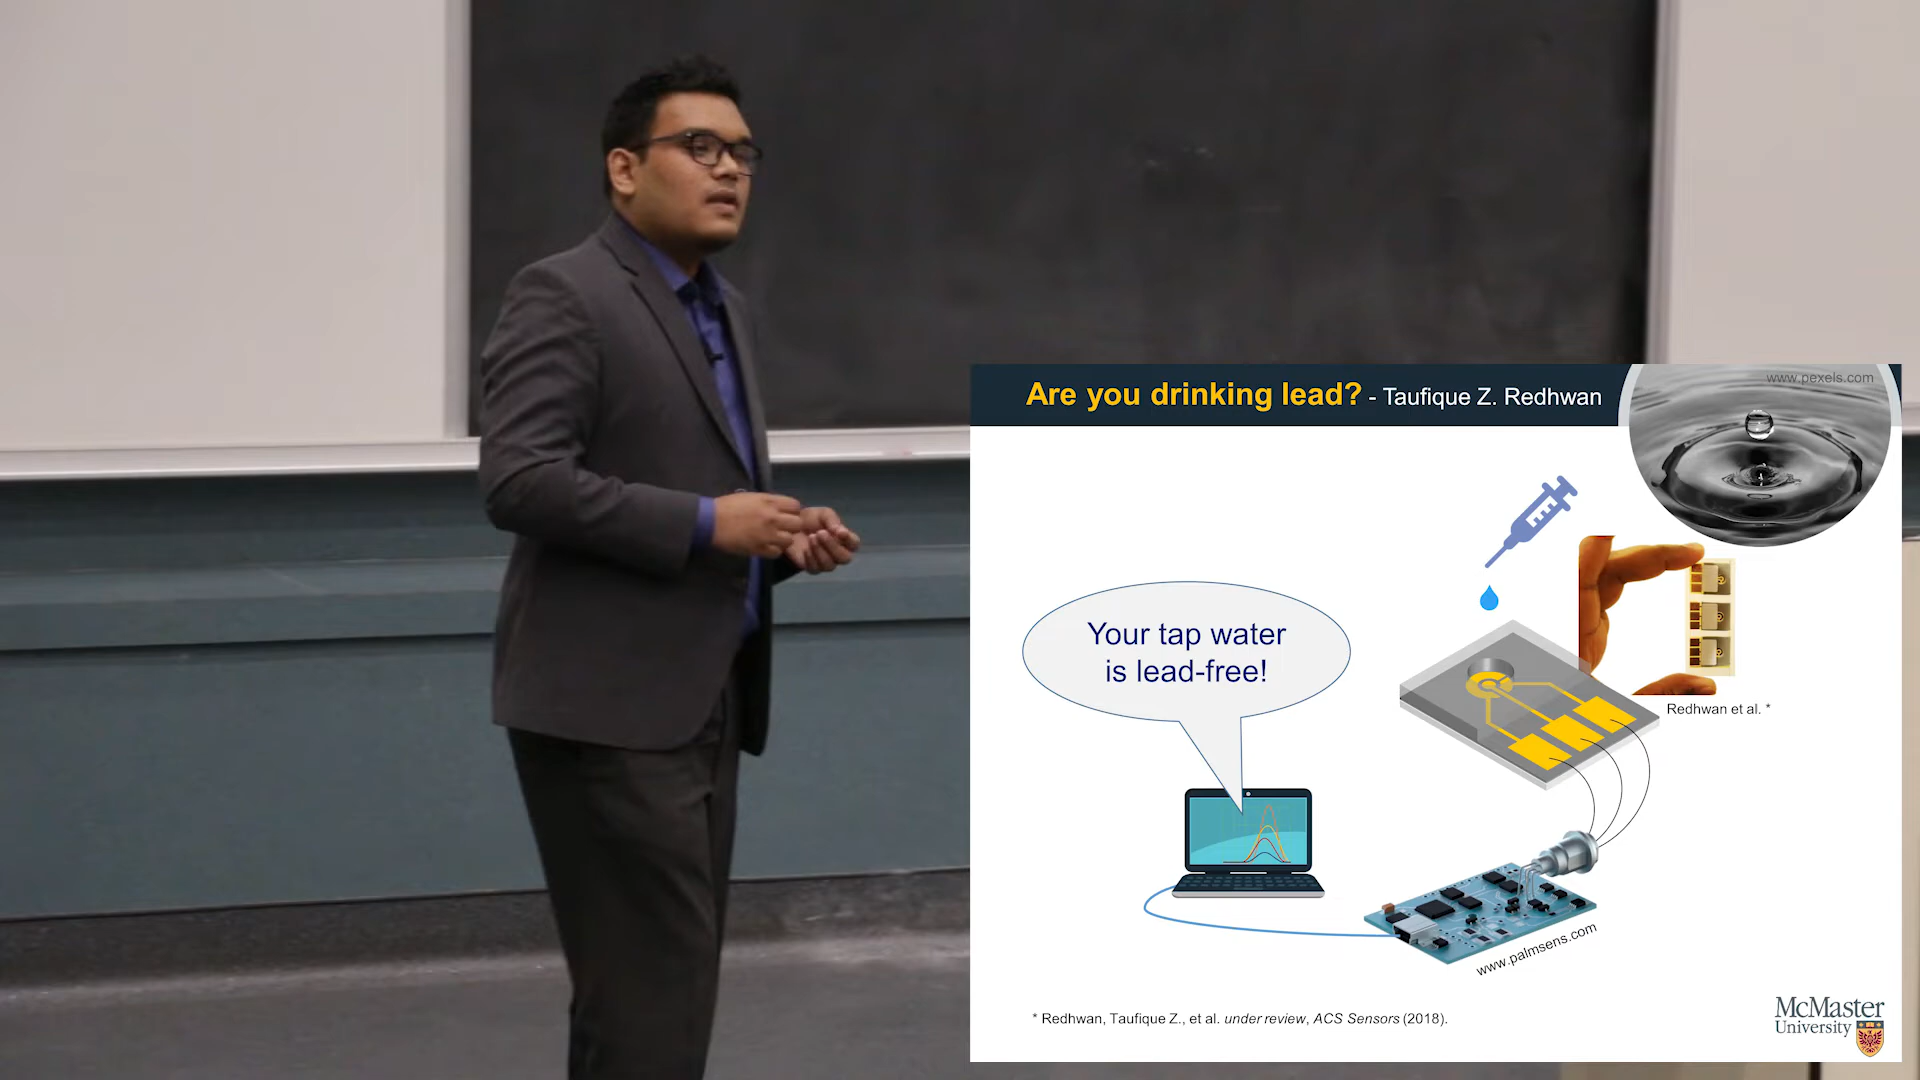 Are you drinking lead? - Taufique Z. Redhwan
www.pexels.com
Your tap water
is lead-free!
Redhwan et al. *
www.palmsens.com
* Redhwan, Taufique Z., et al. under review, ACS Sensors (2018).
McMaster
University